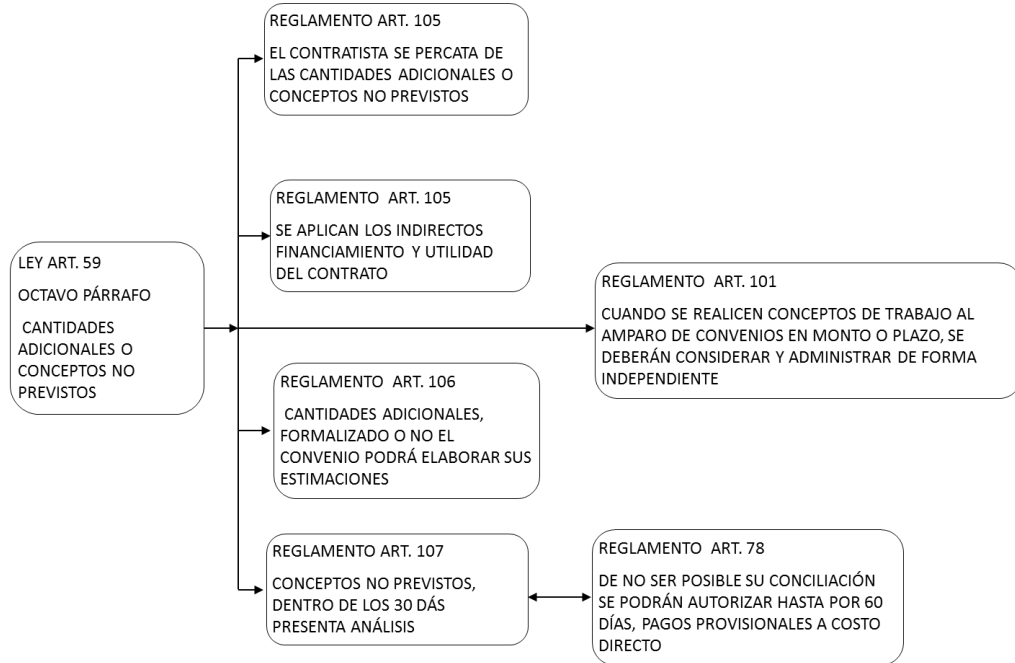 REGLAMENTO ART. 105
EL CONTRATISTA SE PERCATA DE
LAS CANTIDADES ADICIONALES O
CONCEPTOS NO PREVISTOS
REGLAMENTO ART. 105
SE APLICAN LOS INDIRECTOS
FINANCIAMIENTO Y UTILIDAD
DEL CONTRATO
LEY ART. 59
OCTAVO PÁRRAFO
CANTIDADES
ADICIONALES O
CONCEPTOS NO
PREVISTOS
REGLAMENTO ART. 101
CUANDO SE REALICEN CONCEPTOS DE TRABAJO AL
AMPARO DE CONVENIOS EN MONTO O PLAZO, SE
DEBERÁN CONSIDERAR Y ADMINISTRAR DE FORMA
INDEPENDIENTE
REGLAMENTO ART. 106
CANTIDADES ADICIONALES,
FORMALIZADO O NO EL
CONVENIO PODRÁ ELABORAR SUS
ESTIMACIONES
REGLAMENTO ART. 107
CONCEPTOS NO PREVISTOS,
DENTRO DE LOS 30 DÁS
PRESENTA ANÁLISIS
REGLAMENTO ART. 78
DE NO SER POSIBLE SU CONCILIACIÓN
SE PODRÁN AUTORIZAR HASTA POR 60
DÍAS, PAGOS PROVISIONALES A COSTO
DIRECTO